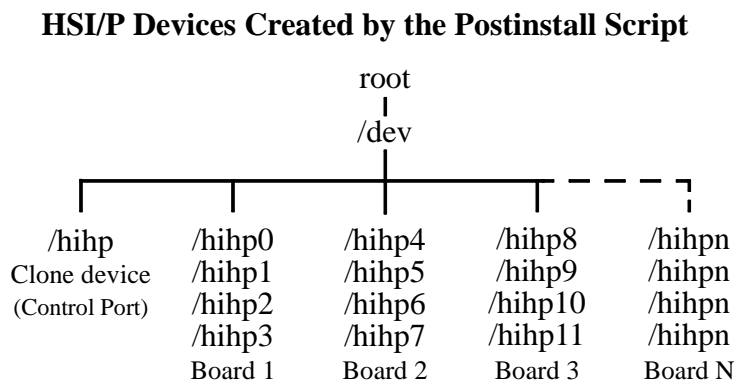 HSI/P Devices Created by the Postinstall Script
root
/dev
/hihp /hihp0 /hihp4 /hihp8 /hihpn
Clone device /hihp1 /hihp5 /hihp9 /hihpn
(Control Port) /hihp2 /hihp6 /hihp10 /hihpn
/hihp3 /hihp7 /hihp11 /hihpn
Board 1 Board 2 Board 3 Board N